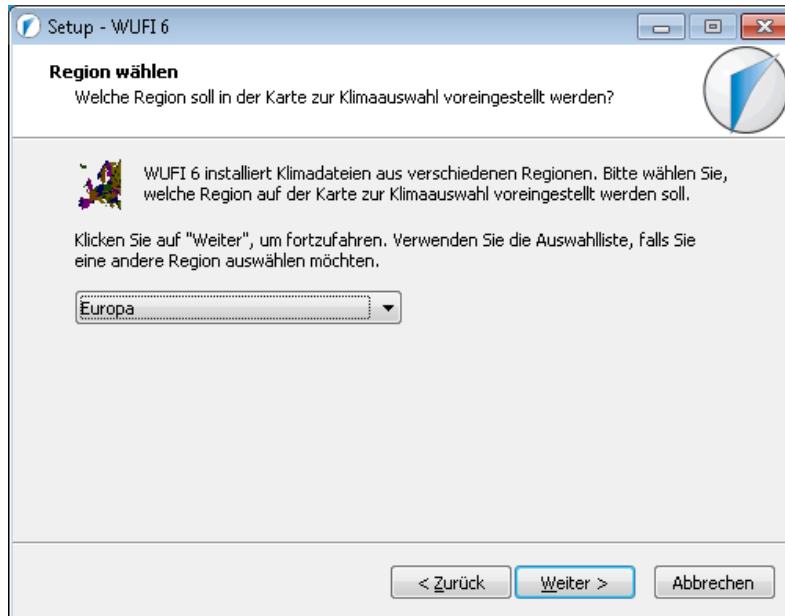 Setup - WUFI 6
Region wählen
Welche Region soll in der Karte zur Klimaauswahl voreingestellt werden?
WUFI 6 installiert Klimadateien aus verschiedenen Regionen. Bitte wählen Sie,
welche Region auf der Karte zur Klimaauswahl voreingestellt werden soll.
Klicken Sie auf "Weiter", um fortzufahren. Verwenden Sie die Auswahlliste, falls Sie
eine andere Region auswählen möchten.
Europa
< Zurück Weiter > Abbrechen